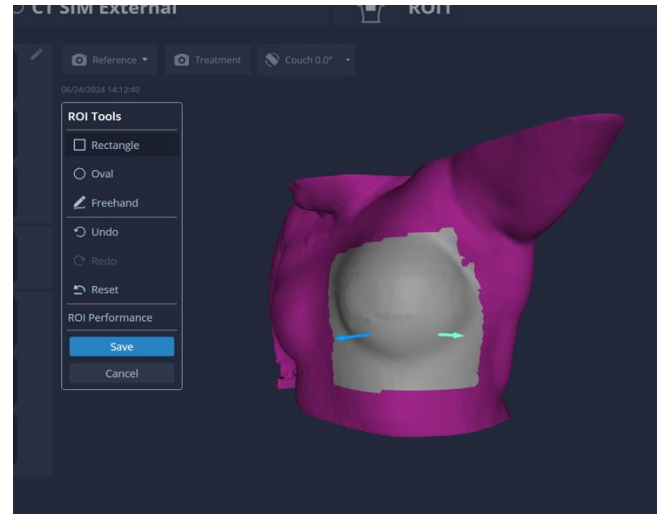 CT SIM External
ROI1
Reference
Treatment
Couch 0.0°
06/24/2024 14:12:40
ROI Tools
Rectangle
Oval
Freehand
Undo
Redo
Reset
ROI Performance
Save
Cancel